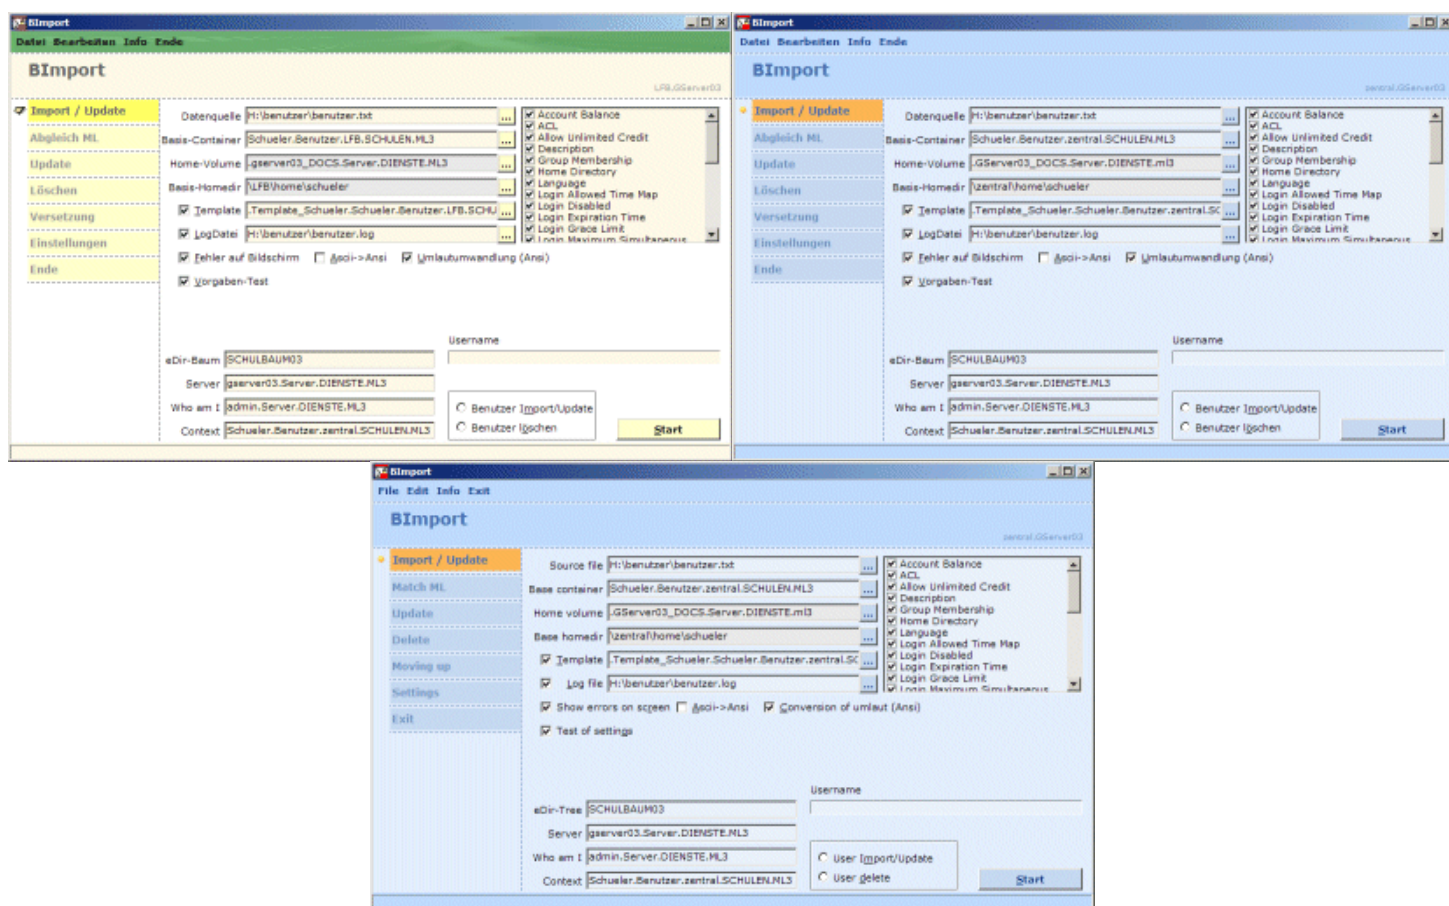 BImport
Datei Bearbeiten Info Ende
BImport
LFB.GServer03
Import / Update
Abgleich ML
Update
Löschen
Versetzung
Einstellungen
Ende
Datenquelle H:\benutzer\benutzer.txt ...
Basis-Container Schueler.Benutzer.LFB.SCHULEN.ML3 ...
Home-Volume .gserver03_DOCS.Server.DIENSTE.ML3 ...
Basis-Homedir \LFB\home\schueler ...
Template .Template_Schueler.Schueler.Benutzer.LFB.SCHU ...
LogDatei H:\benutzer\benutzer.log ...
Account Balance
ACL
Allow Unlimited Credit
Description
Group Membership
Home Directory
Language
Login Allowed Time Map
Login Disabled
Login Expiration Time
Login Grace Limit
Login Maximum Simultaneous
Fehler auf Bildschirm Ascii->Ansi Umlautumwandlung (Ansi)
Vorgaben-Test
Username
eDir-Baum SCHULBAUM03
Server gserver03.Server.DIENSTE.ML3
Who am I admin.Server.DIENSTE.ML3
Context Schueler.Benutzer.zentral.SCHULEN.ML3
Benutzer Import/Update
Benutzer löschen
Start
BImport
Datei Bearbeiten Info Ende
BImport
zentral.GServer03
Import / Update
Abgleich ML
Update
Löschen
Versetzung
Einstellungen
Ende
Datenquelle H:\benutzer\benutzer.txt ...
Basis-Container Schueler.Benutzer.zentral.SCHULEN.ML3 ...
Home-Volume .GServer03_DOCS.Server.DIENSTE.ml3 ...
Basis-Homedir \zentral\home\schueler ...
Template .Template_Schueler.Schueler.Benutzer.zentral.SC ...
LogDatei H:\benutzer\benutzer.log ...
Account Balance
ACL
Allow Unlimited Credit
Description
Group Membership
Home Directory
Language
Login Allowed Time Map
Login Disabled
Login Expiration Time
Login Grace Limit
Login Maximum Simultaneous
Fehler auf Bildschirm Ascii->Ansi Umlautumwandlung (Ansi)
Vorgaben-Test
Username
eDir-Baum SCHULBAUM03
Server gserver03.Server.DIENSTE.ML3
Who am I admin.Server.DIENSTE.ML3
Context Schueler.Benutzer.zentral.SCHULEN.ML3
Benutzer Import/Update
Benutzer löschen
Start
BImport
File Edit Info Exit
BImport
zentral.GServer03
Import / Update
Match ML
Update
Delete
Moving up
Settings
Exit
Source file H:\benutzer\benutzer.txt ...
Base container Schueler.Benutzer.zentral.SCHULEN.ML3 ...
Home volume .GServer03_DOCS.Server.DIENSTE.ml3 ...
Base homedir \zentral\home\schueler ...
Template .Template_Schueler.Schueler.Benutzer.zentral.SC ...
Log file H:\benutzer\benutzer.log ...
Account Balance
ACL
Allow Unlimited Credit
Description
Group Membership
Home Directory
Language
Login Allowed Time Map
Login Disabled
Login Expiration Time
Login Grace Limit
Login Maximum Simultaneous
Show errors on screen Ascii->Ansi Conversion of umlaut (Ansi)
Test of settings
Username
eDir-Tree SCHULBAUM03
Server gserver03.Server.DIENSTE.ML3
Who am I admin.Server.DIENSTE.ML3
Context Schueler.Benutzer.zentral.SCHULEN.ML3
User Import/Update
User delete
Start